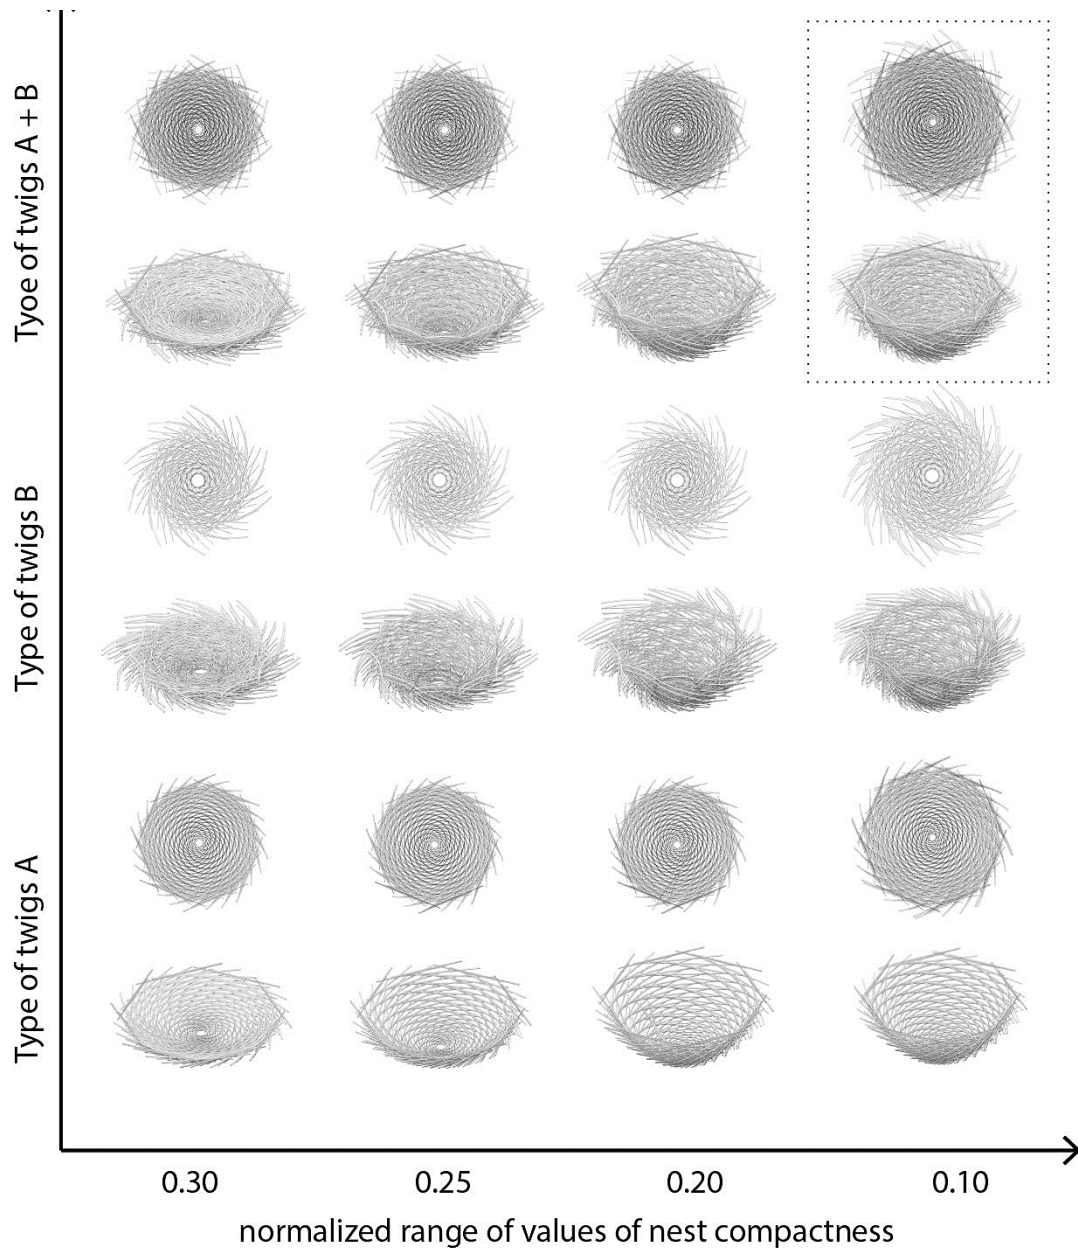 Tyoe of twigs A + B
Type of twigs B
Type of twigs A
0.30 0.25 0.20 0.10
normalized range of values of nest compactness